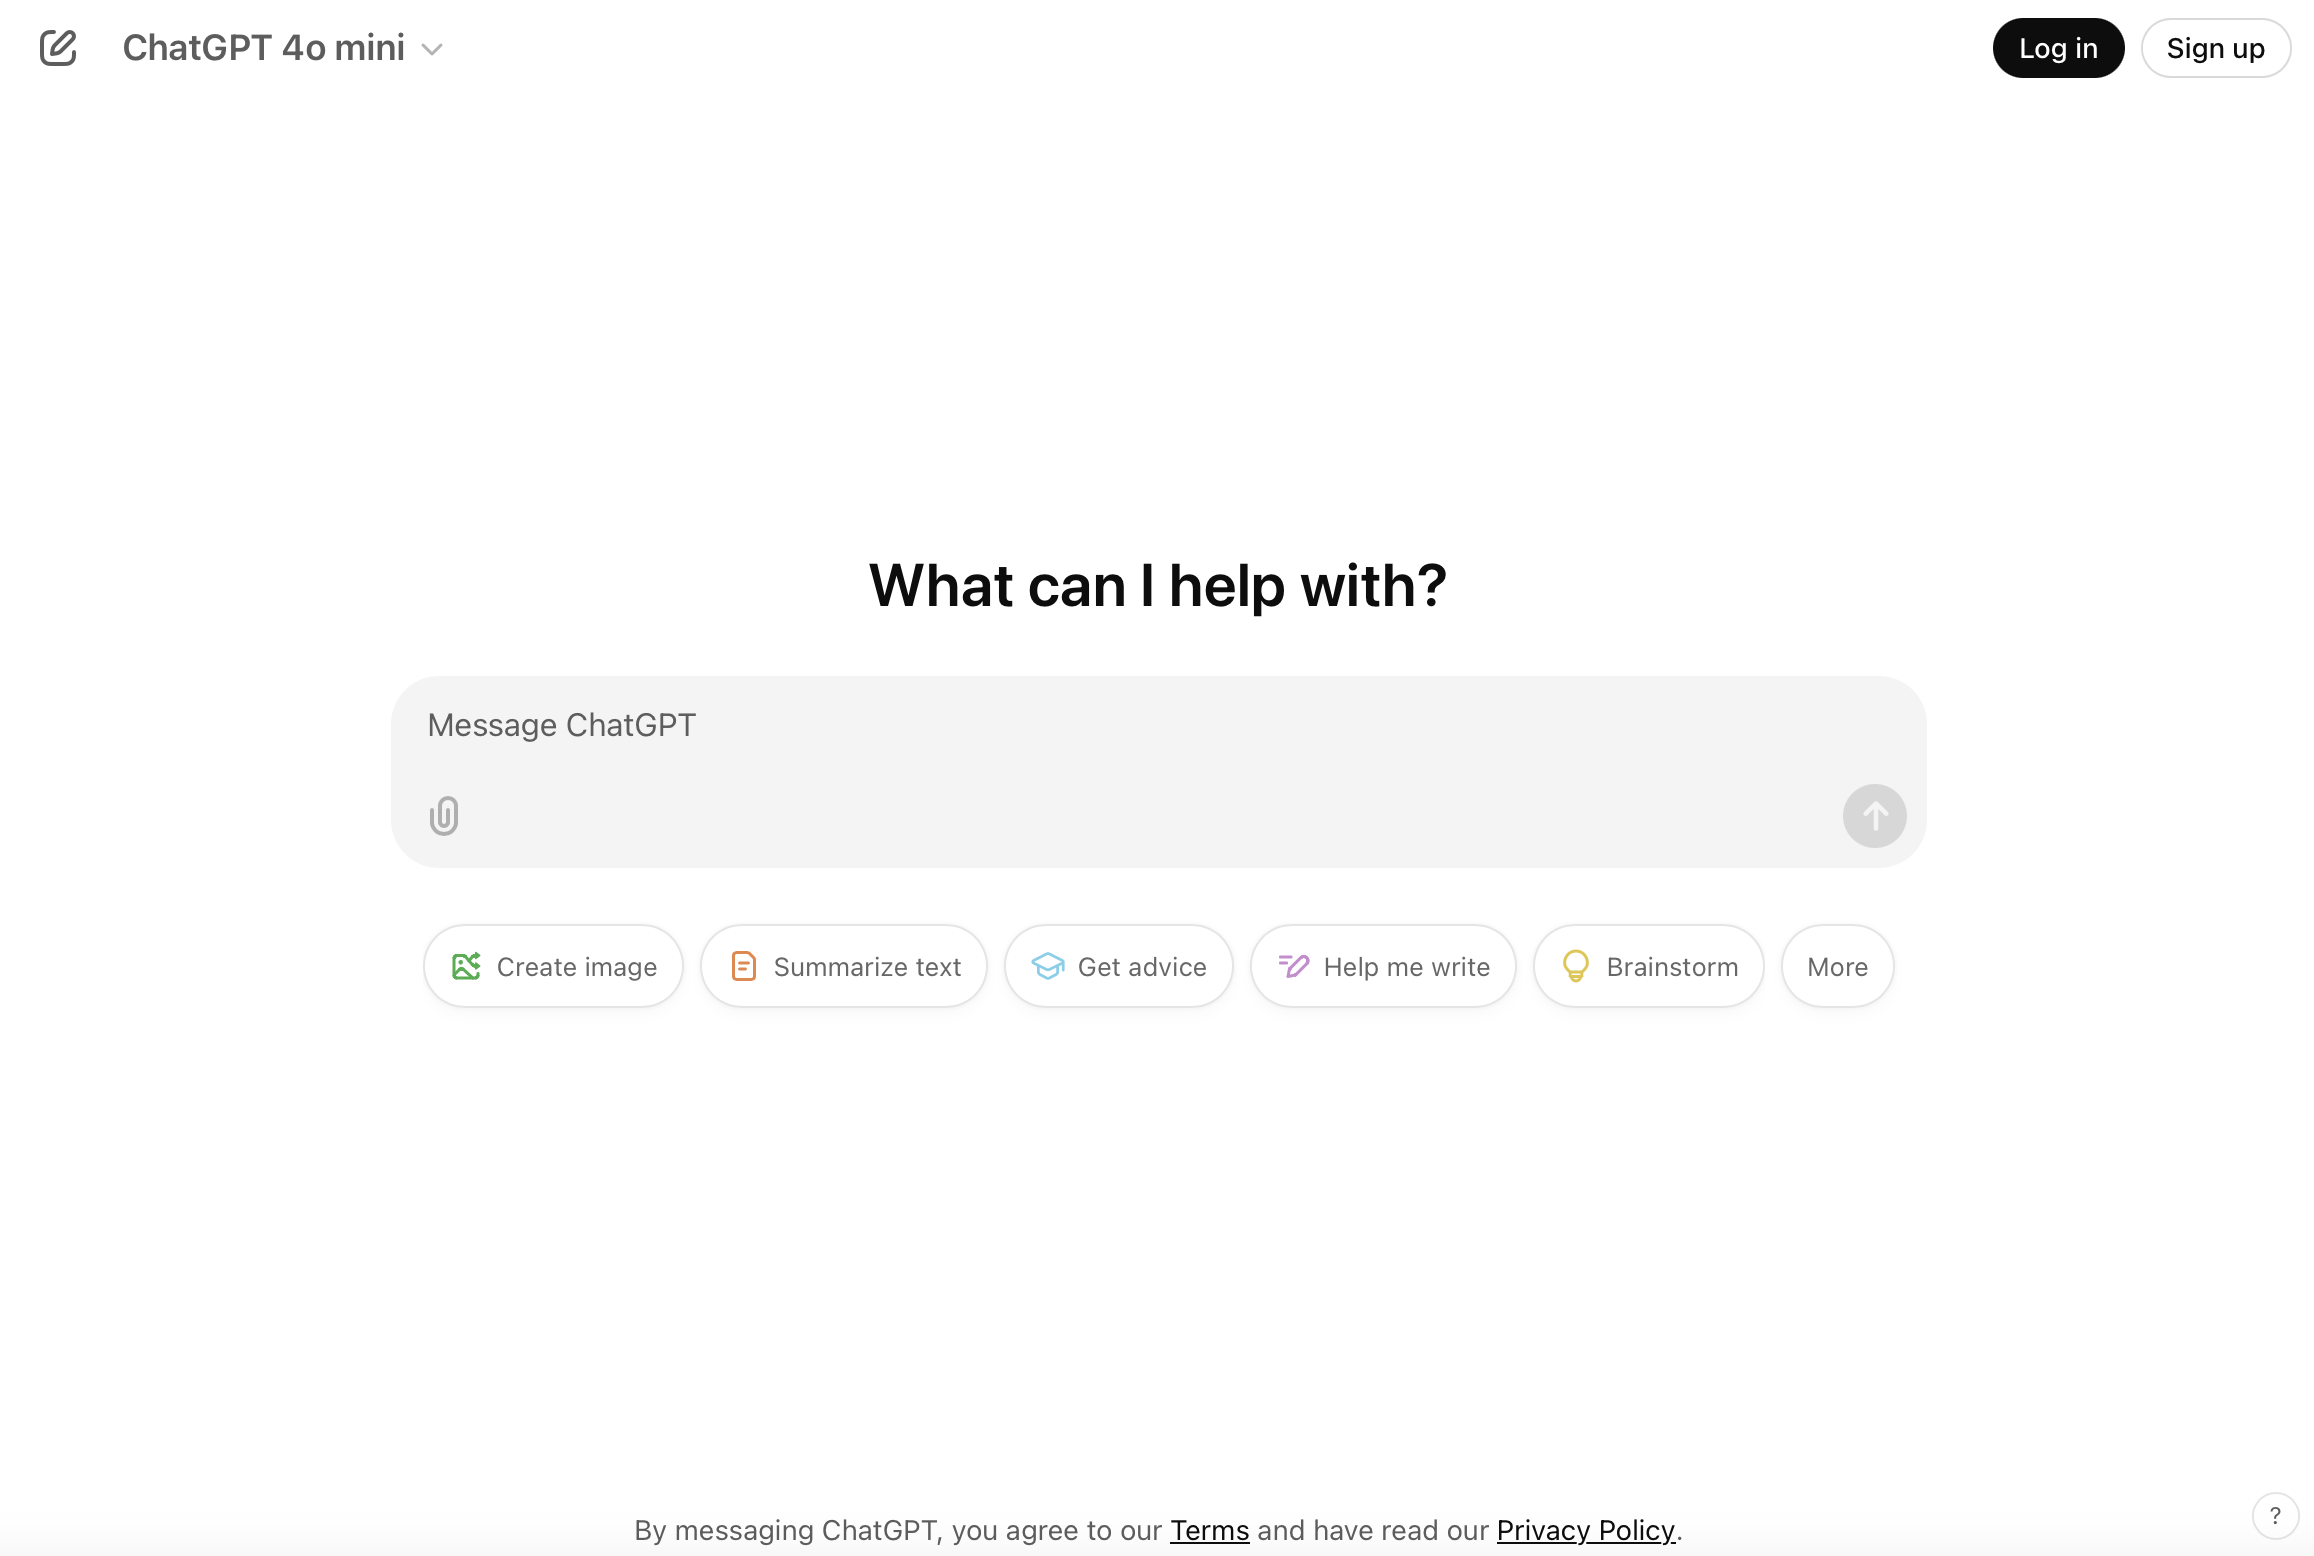 ChatGPT 4o mini
Log in
Sign up
What can I help with?
Message ChatGPT
Create image
Summarize text
Get advice
Help me write
Brainstorm
More
By messaging ChatGPT, you agree to our Terms and have read our Privacy Policy.
?